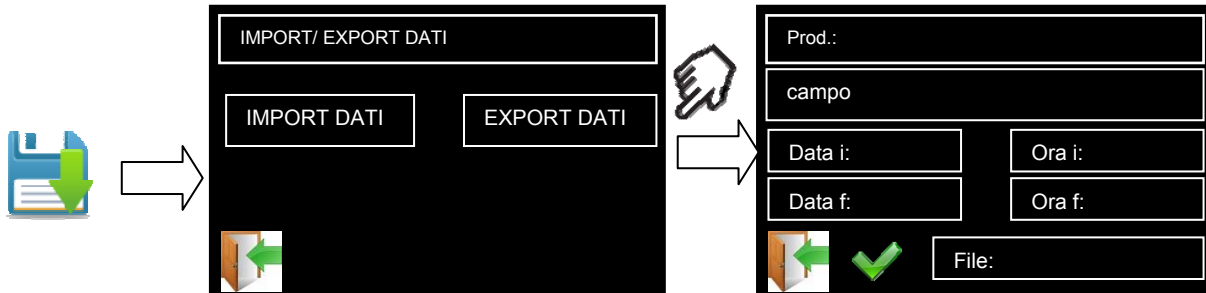 IMPORT/ EXPORT DATI
IMPORT DATI
EXPORT DATI
Prod.:
campo
Data i:
Ora i:
Data f:
Ora f:
File: